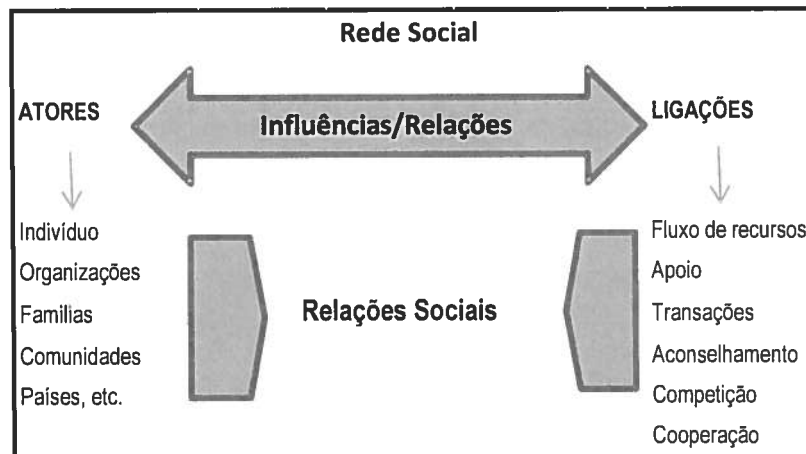 Rede Social
ATORES
Influências/Relações
LIGAÇÕES
Indivíduo
Organizações
Familias
Comunidades
Países, etc.
Relações Sociais
Fluxo de recursos
Apoio
Transações
Aconselhamento
Competição
Cooperação